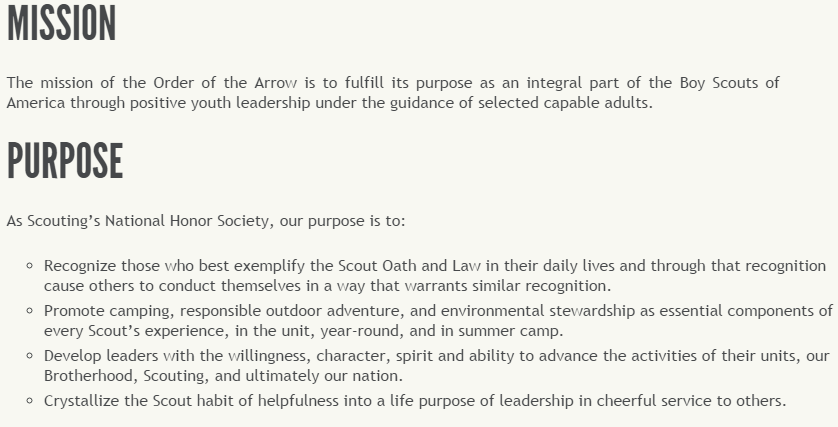 MISSION
The mission of the Order of the Arrow is to fulfill its purpose as an integral part of the Boy Scouts of
America through positive youth leadership under the guidance of selected capable adults.
PURPOSE
As Scouting’s National Honor Society, our purpose is to:
Recognize those who best exemplify the Scout Oath and Law in their daily lives and through that recognition
cause others to conduct themselves in a way that warrants similar recognition.
Promote camping, responsible outdoor adventure, and environmental stewardship as essential components of
every Scout’s experience, in the unit, year-round, and in summer camp.
Develop leaders with the willingness, character, spirit and ability to advance the activities of their units, our
Brotherhood, Scouting, and ultimately our nation.
Crystallize the Scout habit of helpfulness into a life purpose of leadership in cheerful service to others.